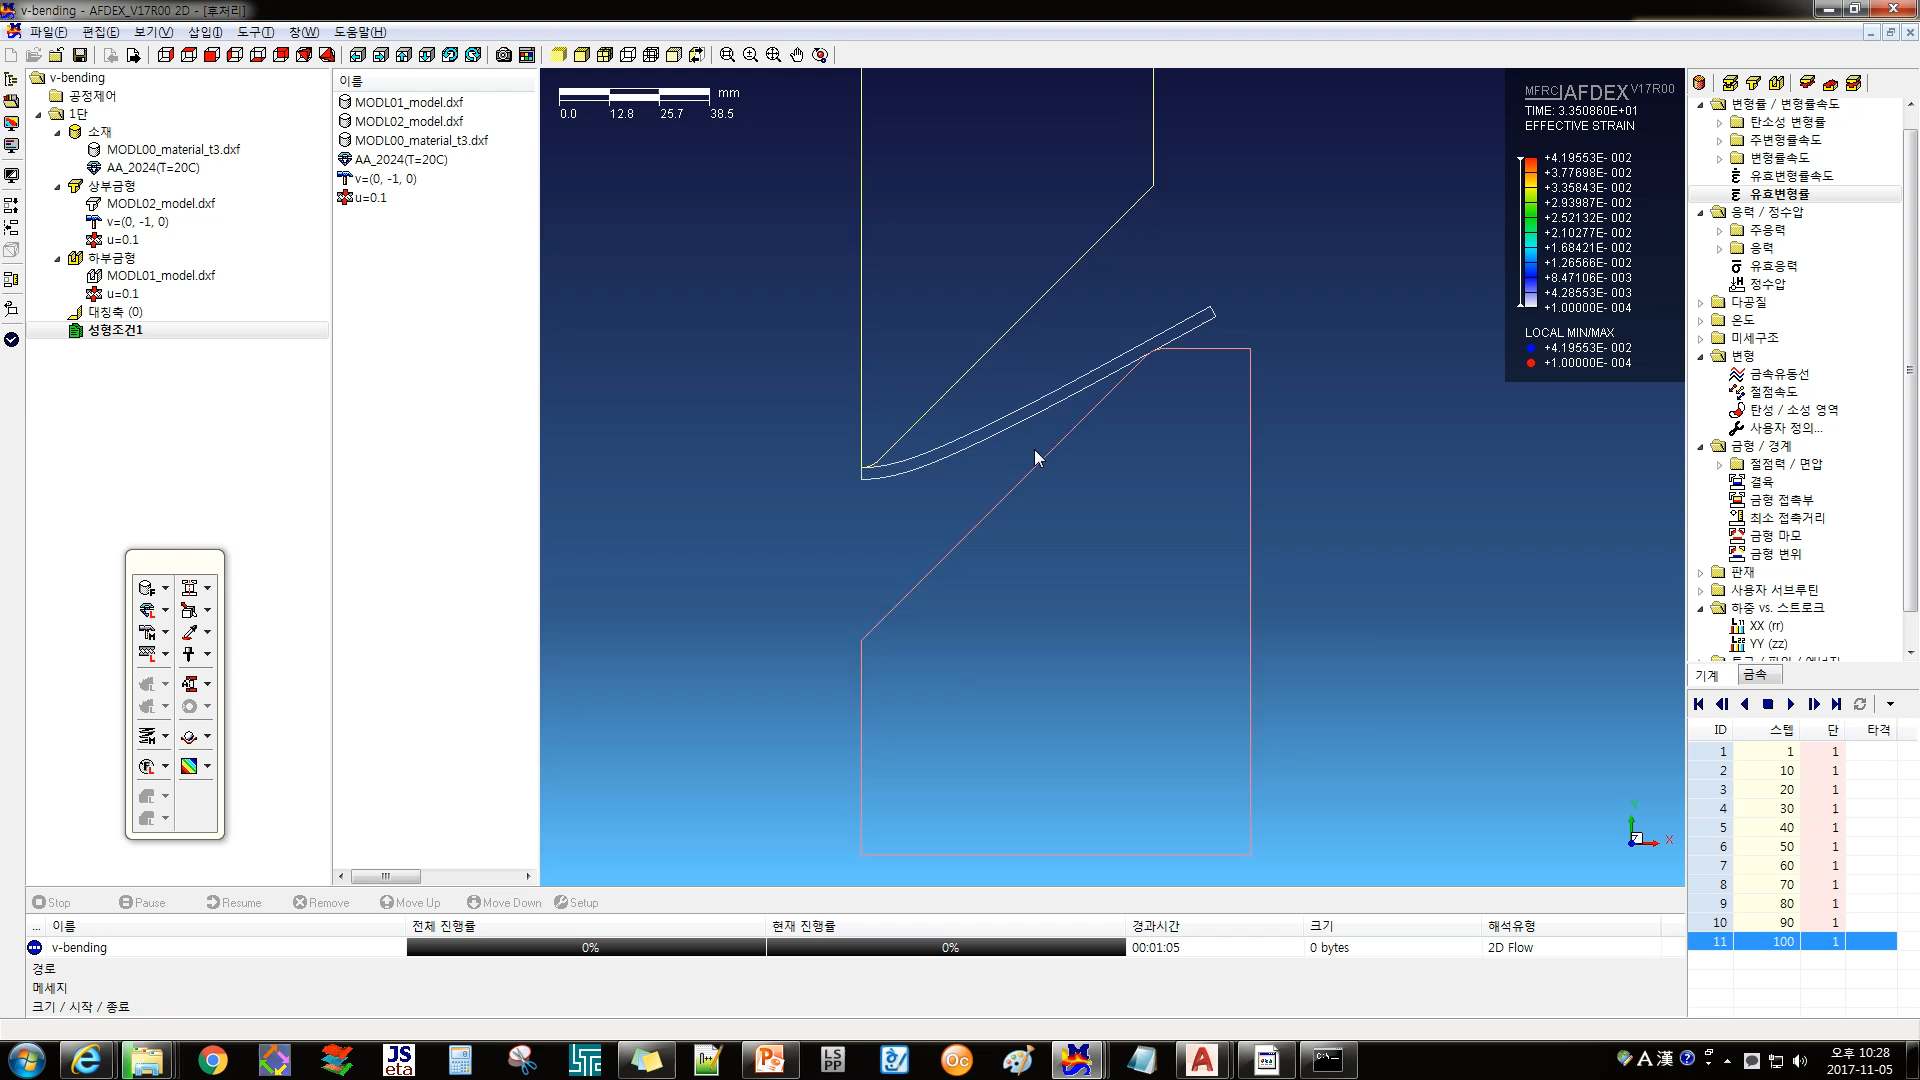 v-bending - AFDEX_V17R00 2D - [후처리]
파일(F) 편집(E) 보기(V) 삽입(I) 도구(T) 창(W) 도움말(H)
v-bending
공정제어
1단
소재
MODL00_material_t3.dxf
AA_2024(T=20C)
상부금형
MODL02_model.dxf
v=(0, -1, 0)
u=0.1
하부금형
MODL01_model.dxf
u=0.1
대칭축 (0)
성형조건1
이름
MODL01_model.dxf
MODL02_model.dxf
MODL00_material_t3.dxf
AA_2024(T=20C)
v=(0, -1, 0)
u=0.1
mm
0.0 12.8 25.7 38.5
MFRC AFDEX V17R00
TIME: 3.350860E+01
EFFECTIVE STRAIN
+4.19553E- 002
+3.77698E- 002
+3.35843E- 002
+2.93987E- 002
+2.52132E- 002
+2.10277E- 002
+1.68421E- 002
+1.26566E- 002
+8.47106E- 003
+4.28553E- 003
+1.00000E- 004
LOCAL MIN/MAX
+4.19553E- 002
+1.00000E- 004
Y
Z
X
변형률 / 변형률속도
탄소성 변형률
주변형률속도
변형률속도
유효변형률속도
유효변형률
응력 / 정수압
주응력
응력
유효응력
정수압
다공질
온도
미세구조
변형
금속유동선
절점속도
탄성 / 소성 영역
사용자 정의...
금형 / 경계
절점력 / 면압
결육
금형 접촉부
최소 접촉거리
금형 마모
금형 변위
판재
사용자 서브루틴
하중 vs. 스트로크
XX (rr)
YY (zz)
기계 금속
ID 스텝 단 타격
1 1 1
2 10 1
3 20 1
4 30 1
5 40 1
6 50 1
7 60 1
8 70 1
9 80 1
10 90 1
11 100 1
Stop Pause Resume Remove Move Up Move Down Setup
... 이름 전체 진행률 현재 진행률 경과시간 크기 해석유형
v-bending 0% 0% 00:01:05 0 bytes 2D Flow
경로
메세지
크기 / 시작 / 종료
JS
eta
LS
PP
Oc
A 漢
오후 10:28
2017-11-05